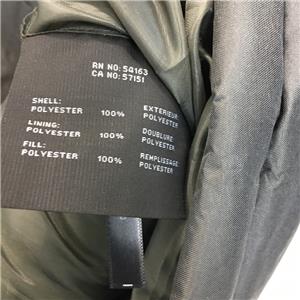 RN NO: 59163
CA NO: 57151
SHELL: EXTERIEUR
POLYESTER 100% POLYESTER
LINING: DOUBLURE
POLYESTER 100% POLYESTER
FILL: REMPLISSAGE
POLYESTER 100% POLYESTER